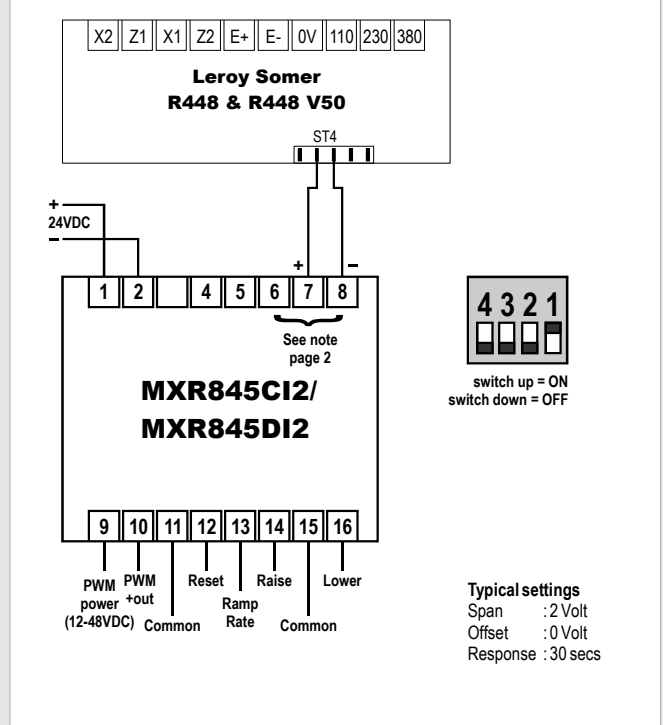 X2 Z1 X1 Z2 E+ E- 0V 110 230 380
Leroy Somer
R448 & R448 V50
ST4
+
24VDC
–
+ –
1 2 4 5 6 7 8
See note
page 2
MXR845CI2/
MXR845DI2
4 3 2 1
switch up = ON
switch down = OFF
9 10 11 12 13 14 15 16
PWM
power
(12-48VDC)
PWM
+out
Common
Reset
Ramp
Rate
Raise
Common
Lower
Typical settings
Span : 2 Volt
Offset : 0 Volt
Response : 30 secs